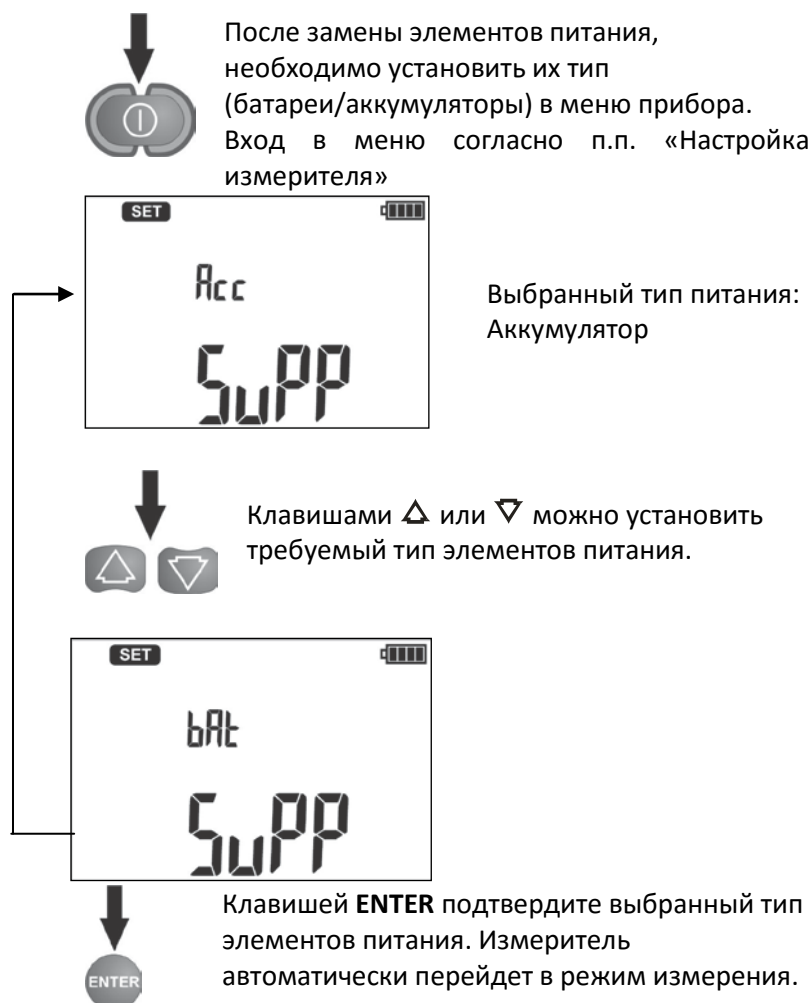 После замены элементов питания,
необходимо установить их тип
(батареи/аккумуляторы) в меню прибора.
Вход в меню согласно п.п. «Настройка
измерителя»
SET
Acc
SuPP
Выбранный тип питания:
Аккумулятор
Клавишами △ или ▽ можно установить
требуемый тип элементов питания.
SET
bAt
SuPP
Клавишей ENTER подтвердите выбранный тип
элементов питания. Измеритель
ENTER
автоматически перейдет в режим измерения.